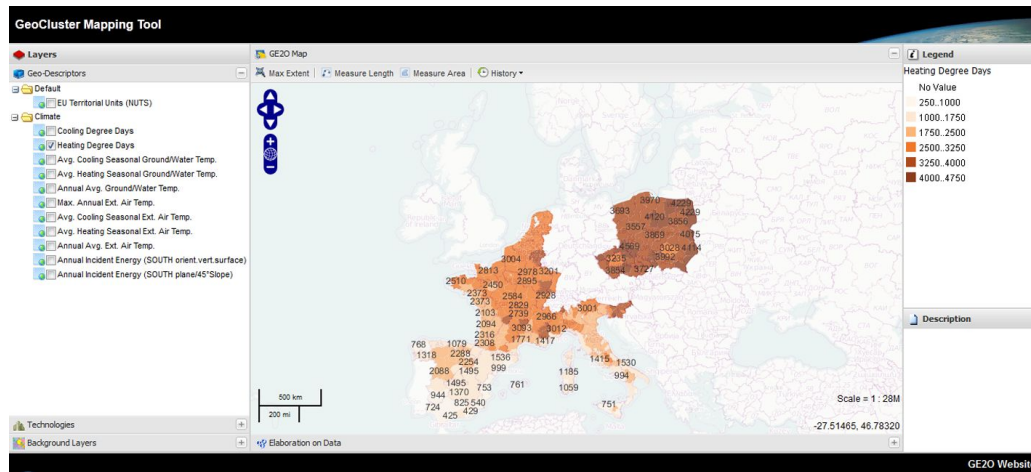 GeoCluster Mapping Tool
Layers
Geo-Descriptors
Default
EU Territorial Units (NUTS)
Climate
Cooling Degree Days
Heating Degree Days
Avg. Cooling Seasonal Ground/Water Temp.
Avg. Heating Seasonal Ground/Water Temp.
Annual Avg. Ground/Water Temp.
Max. Annual Ext. Air Temp.
Avg. Cooling Seasonal Ext. Air Temp.
Avg. Heating Seasonal Ext. Air Temp.
Annual Avg. Ext. Air Temp.
Annual Incident Energy (SOUTH orient.vert.surface)
Annual Incident Energy (SOUTH plane/45°Slope)
Technologies
Background Layers
GE2O Map
Max Extent
Measure Length
Measure Area
History
3970
3693
4229
4120
4239
3856
3557
3869
4015
4569
3028
4114
3235
3992
3854
3727
3004
2813
2978
3201
2510
2895
2450
2373
2584
2928
2373
2829
3001
2103
2739
2966
2094
3093
3012
2316
1771
1417
2308
768
1079
1318
2288
1536
2254
999
2088
1495
1415
1530
1185
994
1495
761
1370
753
1059
944
825
540
751
724
429
425
500 km
200 mi
Scale = 1 : 28M
-27.51465, 46.78320
Elaboration on Data
Legend
Heating Degree Days
No Value
250..1000
1000..1750
1750..2500
2500..3250
3250..4000
4000..4750
Description
GE2O Websit